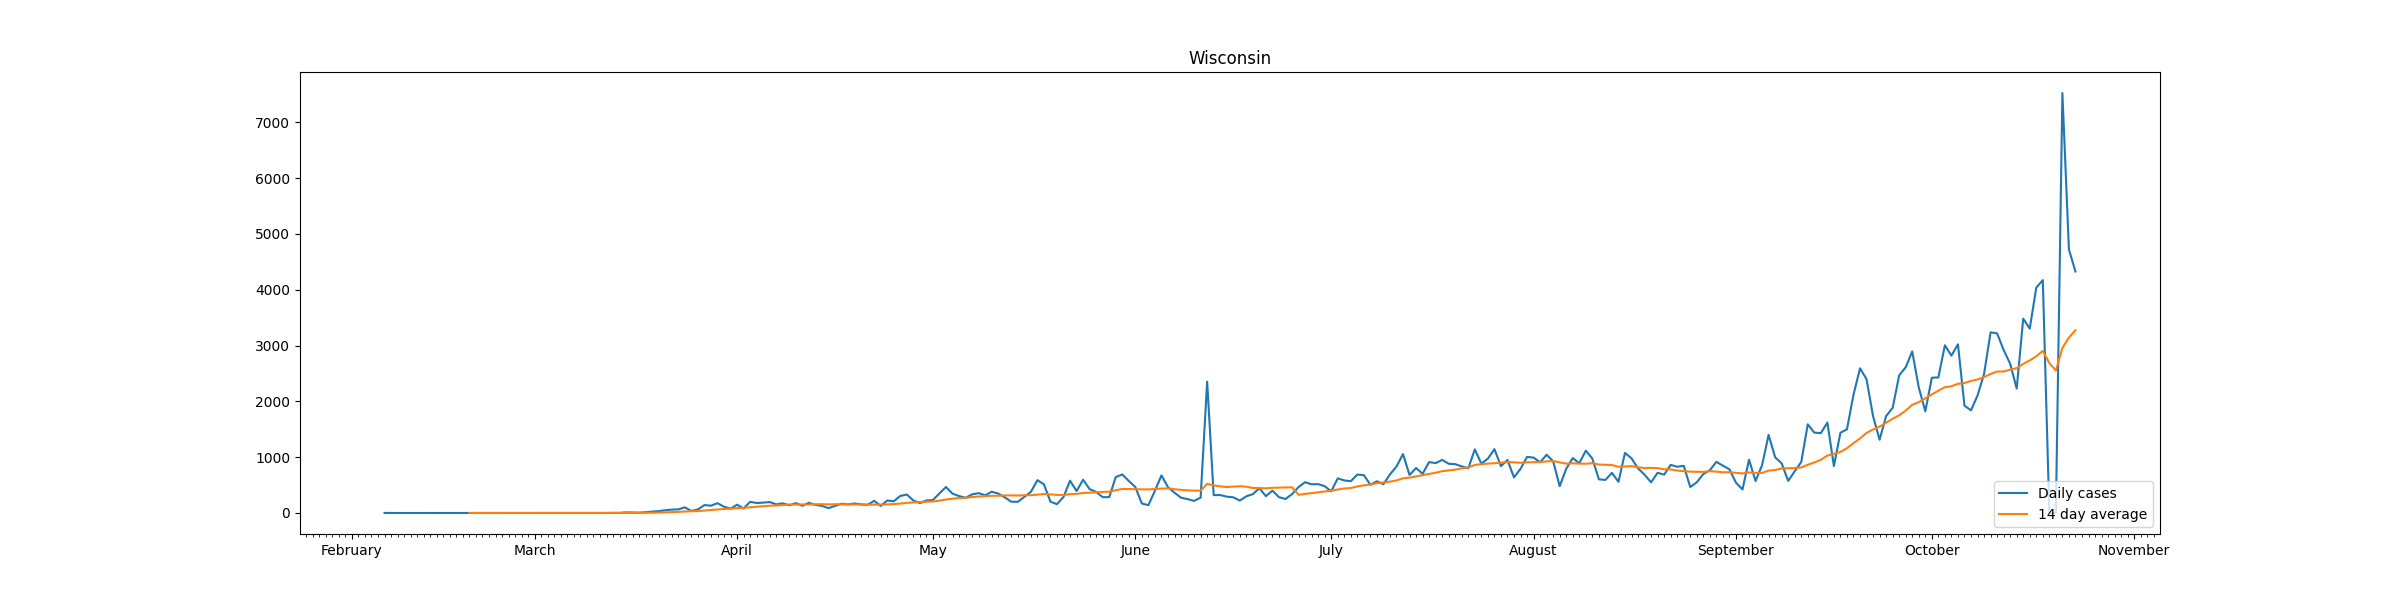 Wisconsin
7000
6000
5000
4000
3000
2000
1000
0
Daily cases
14 day average
February March April May June July August September October November